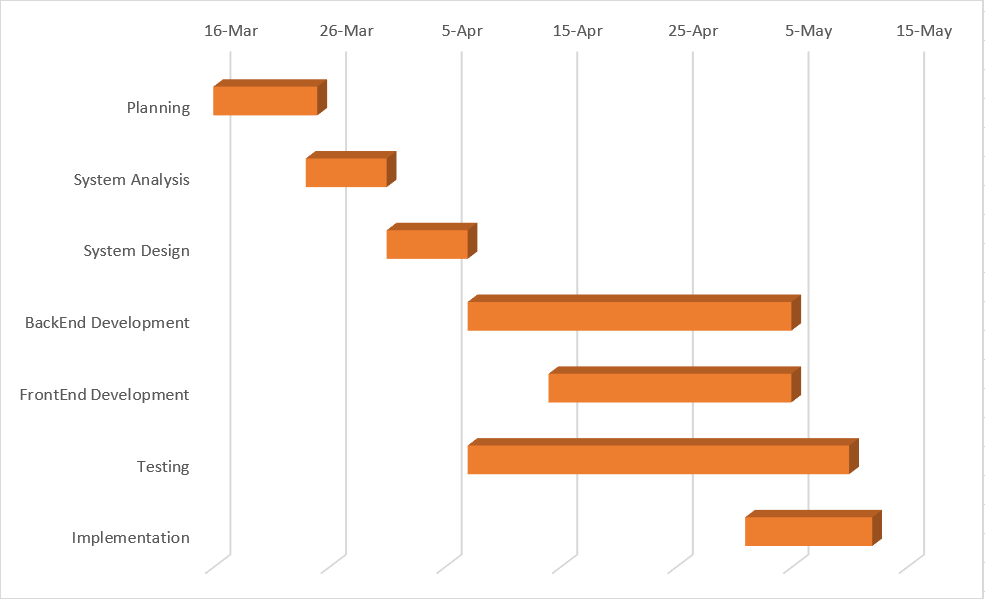 16-Mar 26-Mar 5-Apr 15-Apr 25-Apr 5-May 15-May
Planning
System Analysis
System Design
BackEnd Development
FrontEnd Development
Testing
Implementation